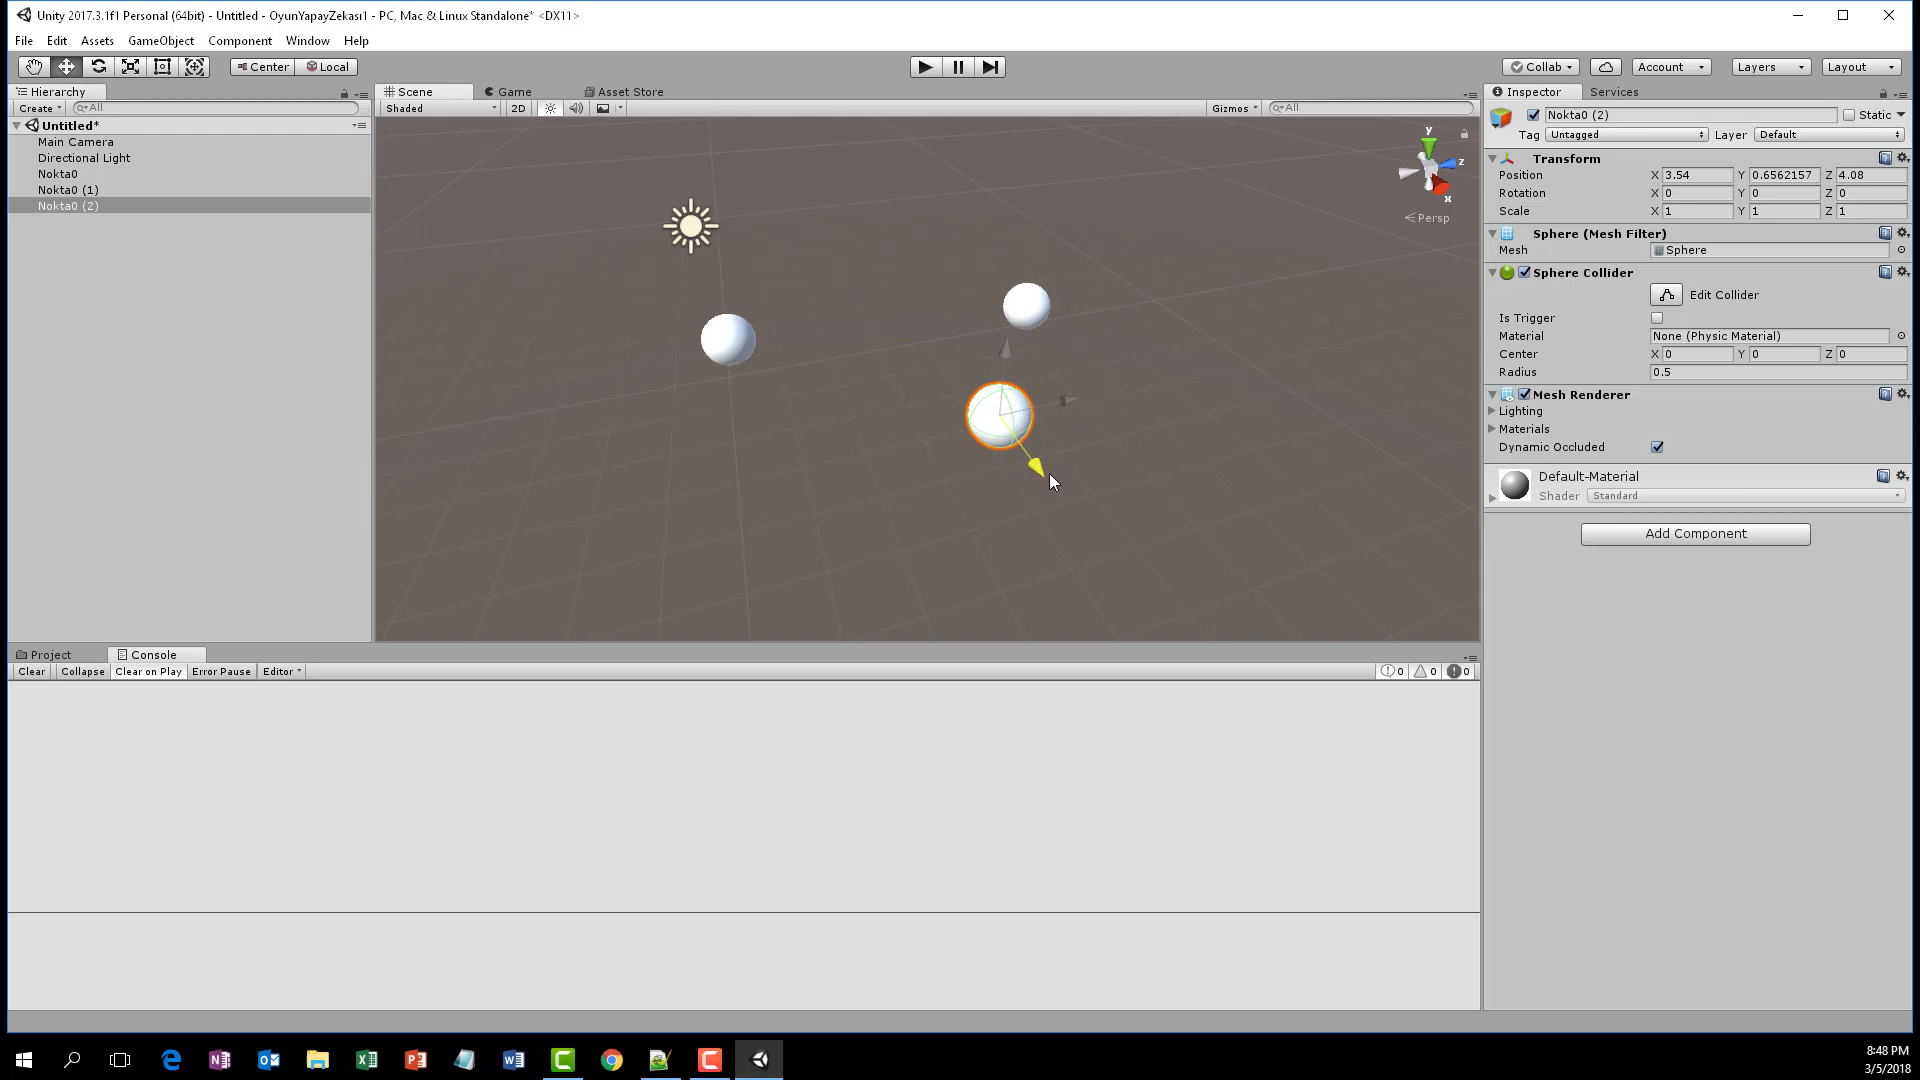 Unity 2017.3.1f1 Personal (64bit) - Untitled - OyunYapayZekası1 - PC, Mac & Linux Standalone* <DX11>
File Edit Assets GameObject Component Window Help
Center Local Collab Account Layers Layout
Hierarchy
Create All
Untitled*
Main Camera
Directional Light
Nokta0
Nokta0 (1)
Nokta0 (2)
Scene Game Asset Store
Shaded 2D Gizmos All
y
z
x
Persp
Inspector Services
Nokta0 (2) Static
Tag Untagged Layer Default
Transform
Position X 3.54 Y 0.6562157 Z 4.08
Rotation X 0 Y 0 Z 0
Scale X 1 Y 1 Z 1
Sphere (Mesh Filter)
Mesh Sphere
Sphere Collider
Edit Collider
Is Trigger
Material None (Physic Material)
Center X 0 Y 0 Z 0
Radius 0.5
Mesh Renderer
Lighting
Materials
Dynamic Occluded
Default-Material
Shader Standard
Add Component
Project Console
Clear Collapse Clear on Play Error Pause Editor 0 0 0
8:48 PM
3/5/2018